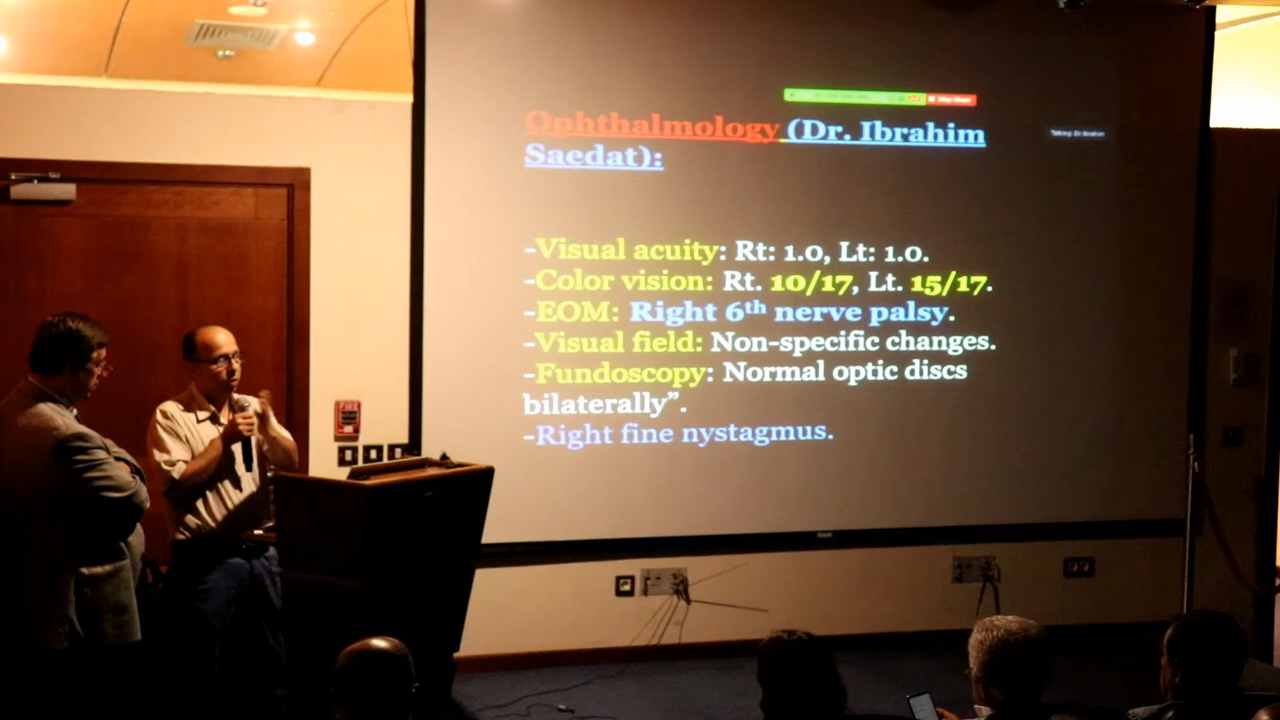 Ophthalmology (Dr. Ibrahim
Saedat):
-Visual acuity: Rt: 1.0, Lt: 1.0.
-Color vision: Rt. 10/17, Lt. 15/17.
-EOM: Right 6th nerve palsy.
-Visual field: Non-specific changes.
-Fundoscopy: Normal optic discs
bilaterally”.
-Right fine nystagmus.
FIRE